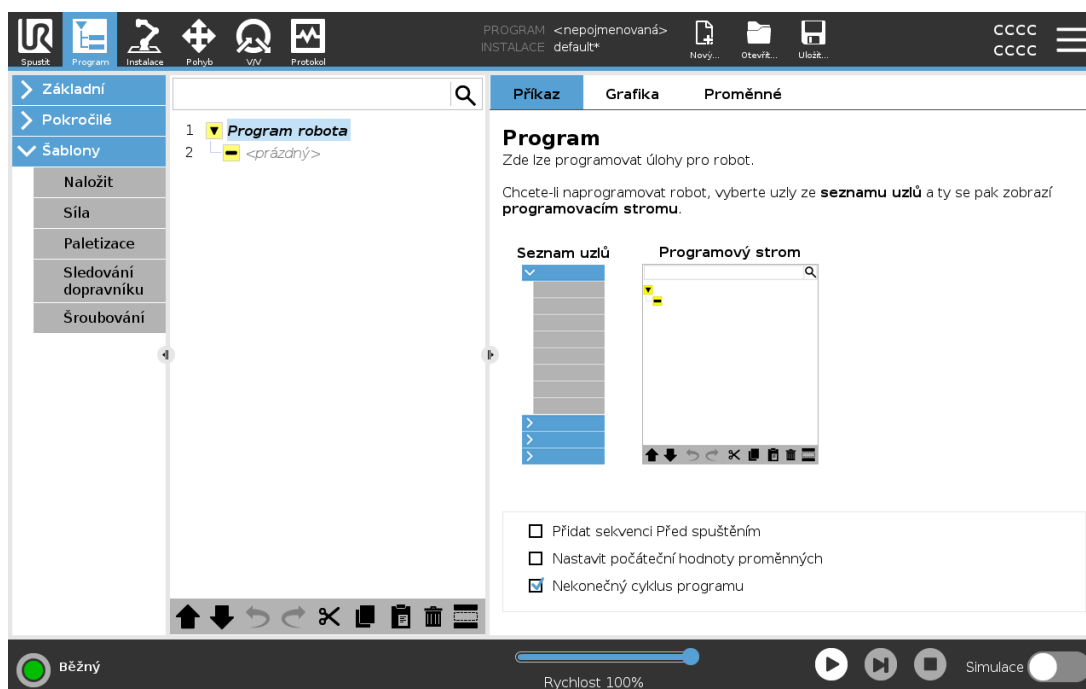 PROGRAM <nepojmenovaná>
INSTALACE default*
CCCC
CCCC
Spustit
Program
Instalace
Pohyb
V/V
Protokol
Nový...
Otevřít...
Uložit...
Základní
Pokročilé
Šablony
Naložit
Síla
Paletizace
Sledování
dopravníku
Šroubování
1 Program robota
2 <prázdný>
Příkaz
Grafika
Proměnné
Program
Zde lze programovat úlohy pro robot.
Chcete-li naprogramovat robot, vyberte uzly ze seznamu uzlů a ty se pak zobrazí
programovacím stromu.
Seznam uzlů
Programový strom
Přidat sekvenci Před spuštěním
Nastavit počáteční hodnoty proměnných
Nekonečný cyklus programu
Běžný
Rychlost 100%
Simulace